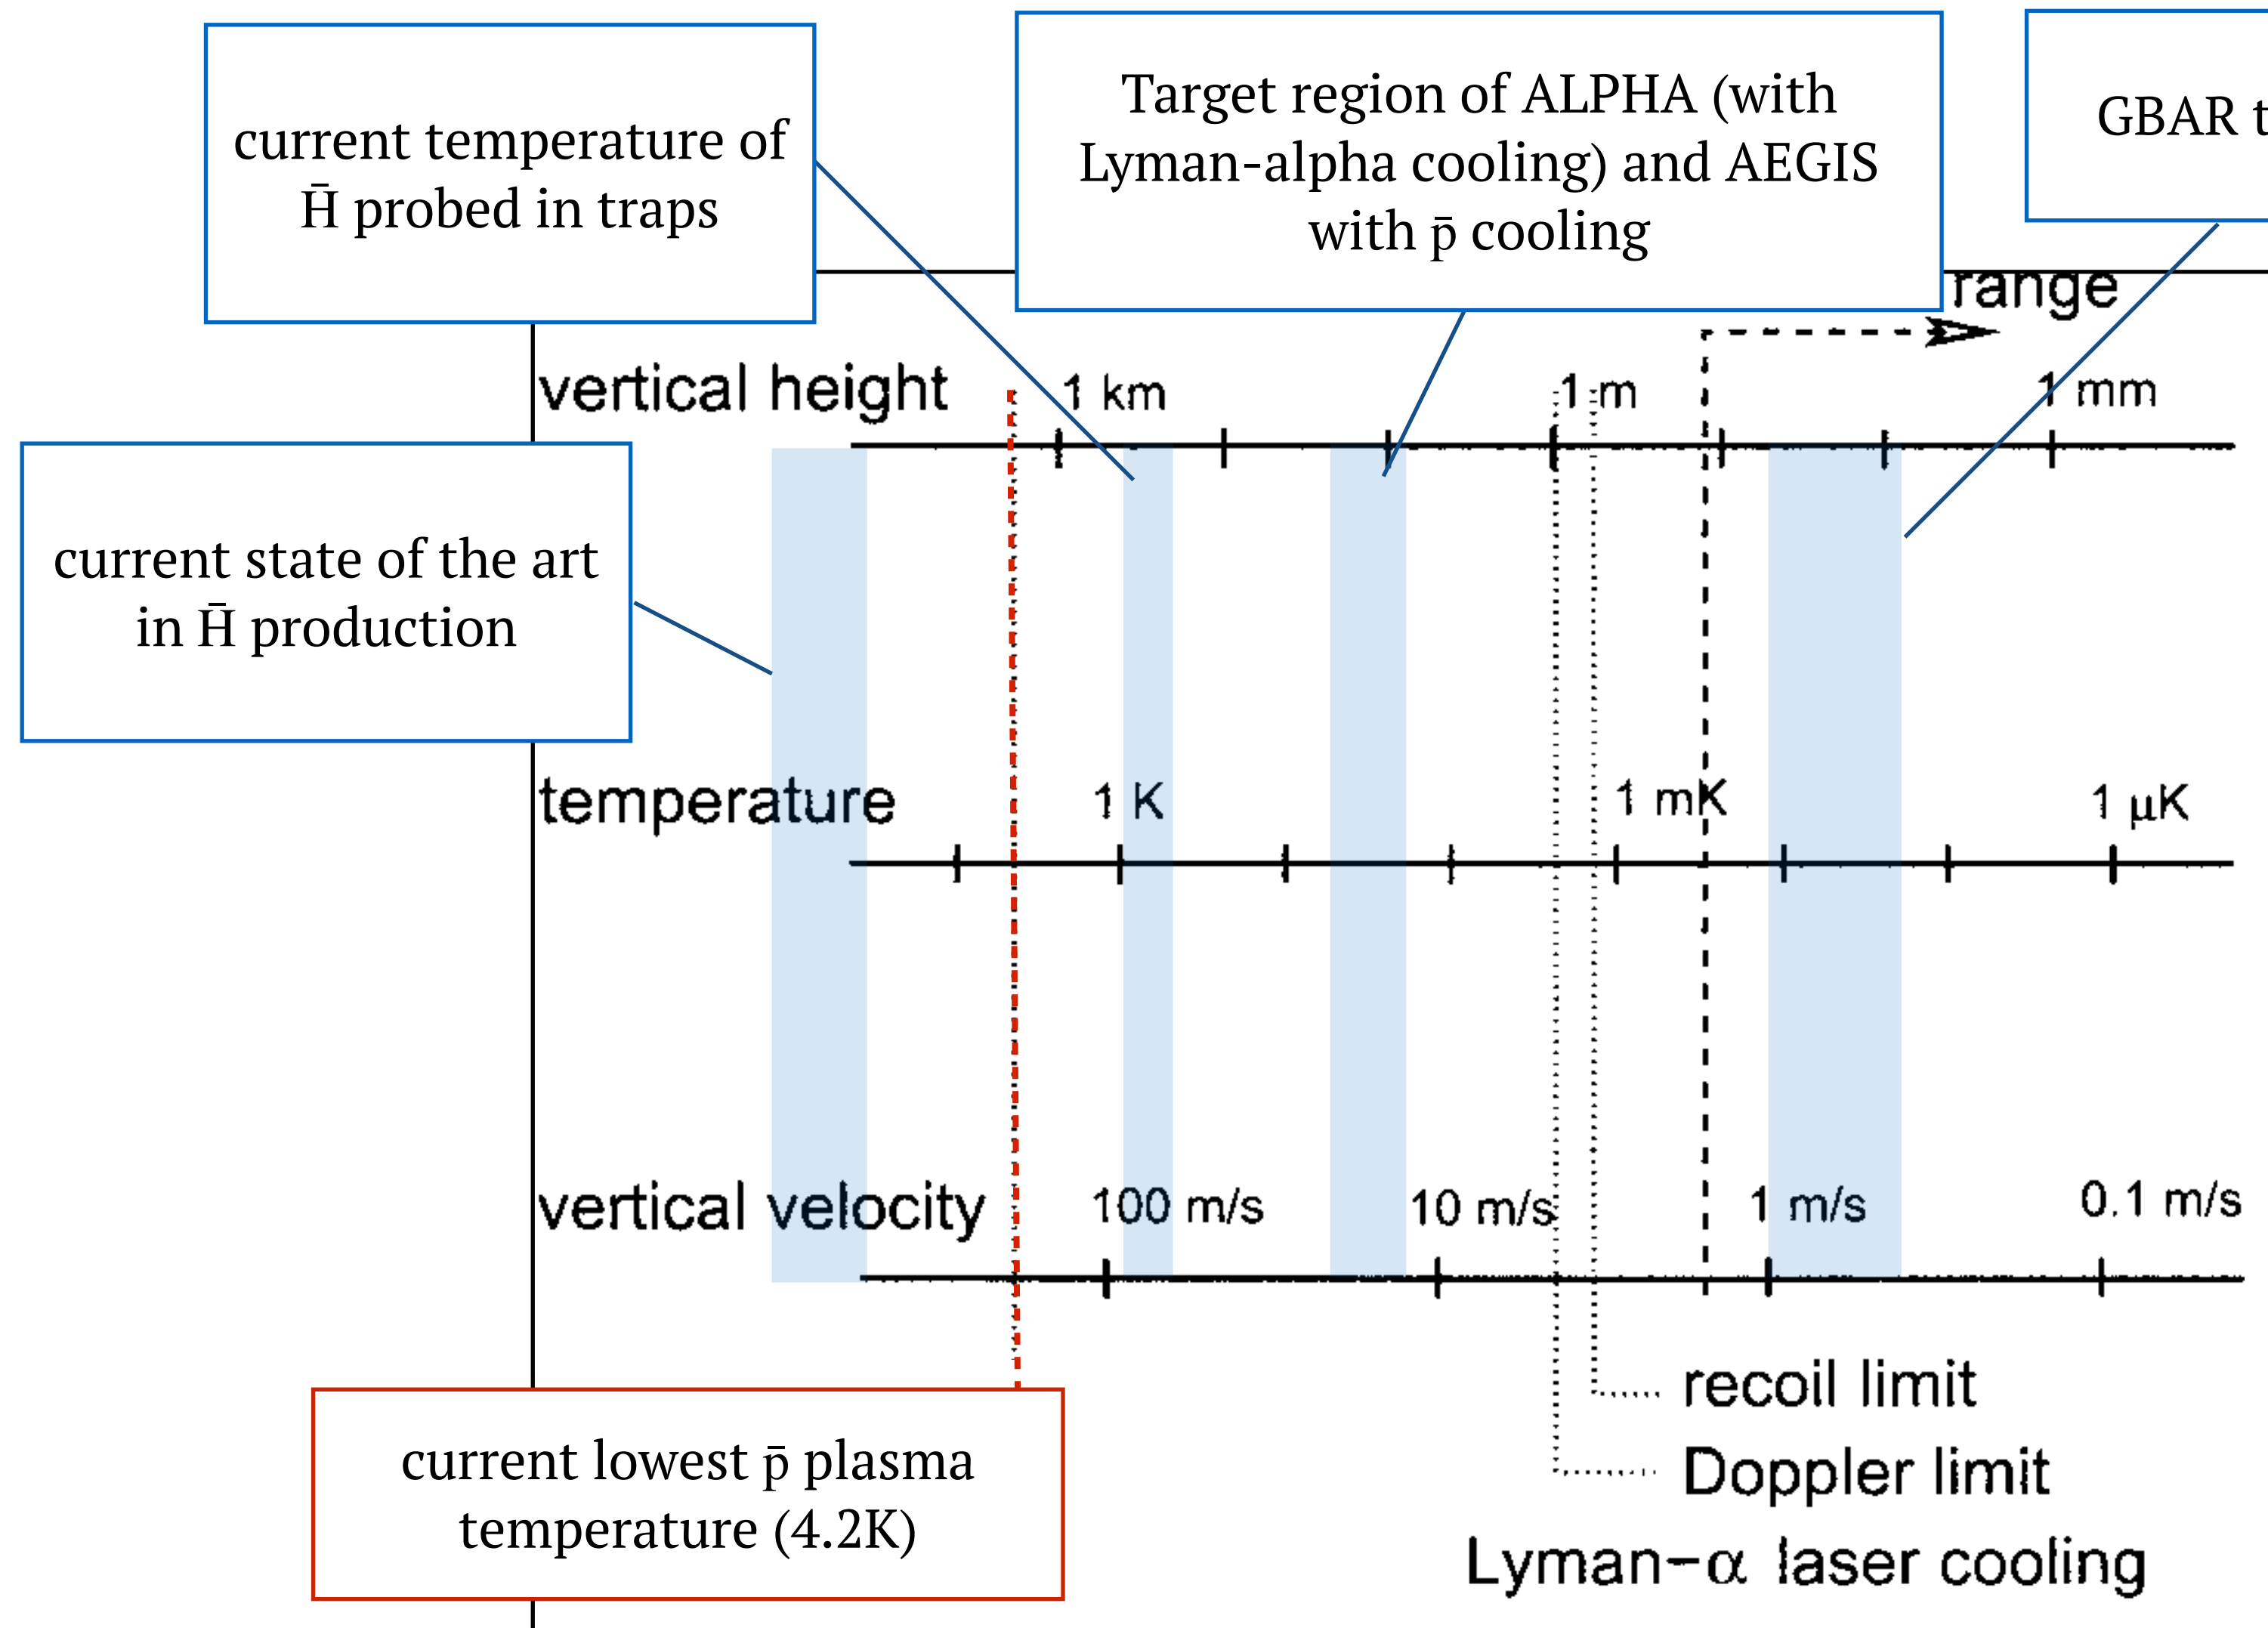 current temperature of
H̄ probed in traps
Target region of ALPHA (with
Lyman-alpha cooling) and AEGIS
with p̄ cooling
GBAR
range
vertical height
1 km
1 m
1 mm
current state of the art
in H̄ production
temperature
1 K
1 mK
1 µK
vertical velocity
100 m/s
10 m/s
1 m/s
0.1 m/s
recoil limit
Doppler limit
Lyman-α laser cooling
current lowest p̄ plasma
temperature (4.2K)